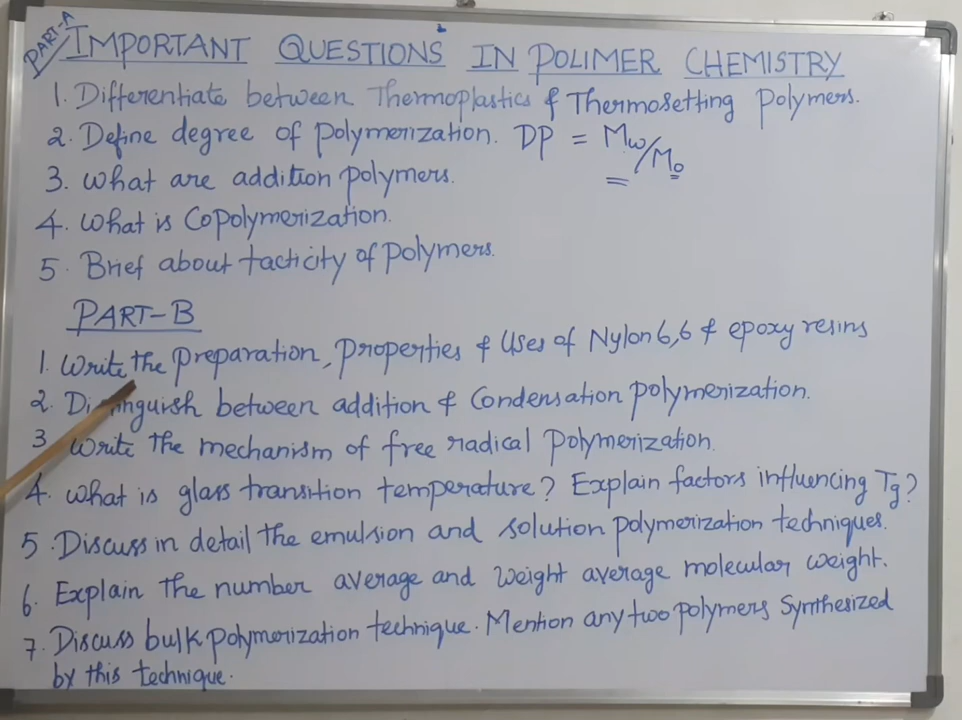 PART-A
IMPORTANT QUESTIONS IN POLIMER CHEMISTRY
1. Differentiate between Thermoplastics & Thermosetting Polymers.
2. Define degree of polymerization. DP = Mw/Mo
3. What are addition polymers.
4. What is Copolymerization.
5. Brief about tacticity of Polymers.
PART-B
1. Write the preparation, properties & Uses of Nylon 6,6 & epoxy resins
2. Distinguish between addition & Condensation polymerization.
3 Write the mechanism of free radical Polymerization.
4. What is glass transition temperature? Explain factors influencing Tg?
5. Discuss in detail the emulsion and solution polymerization techniques.
6. Explain the number average and weight average molecular weight.
7. Discuss bulk polymerization technique. Mention any two polymers Synthesized
by this technique.